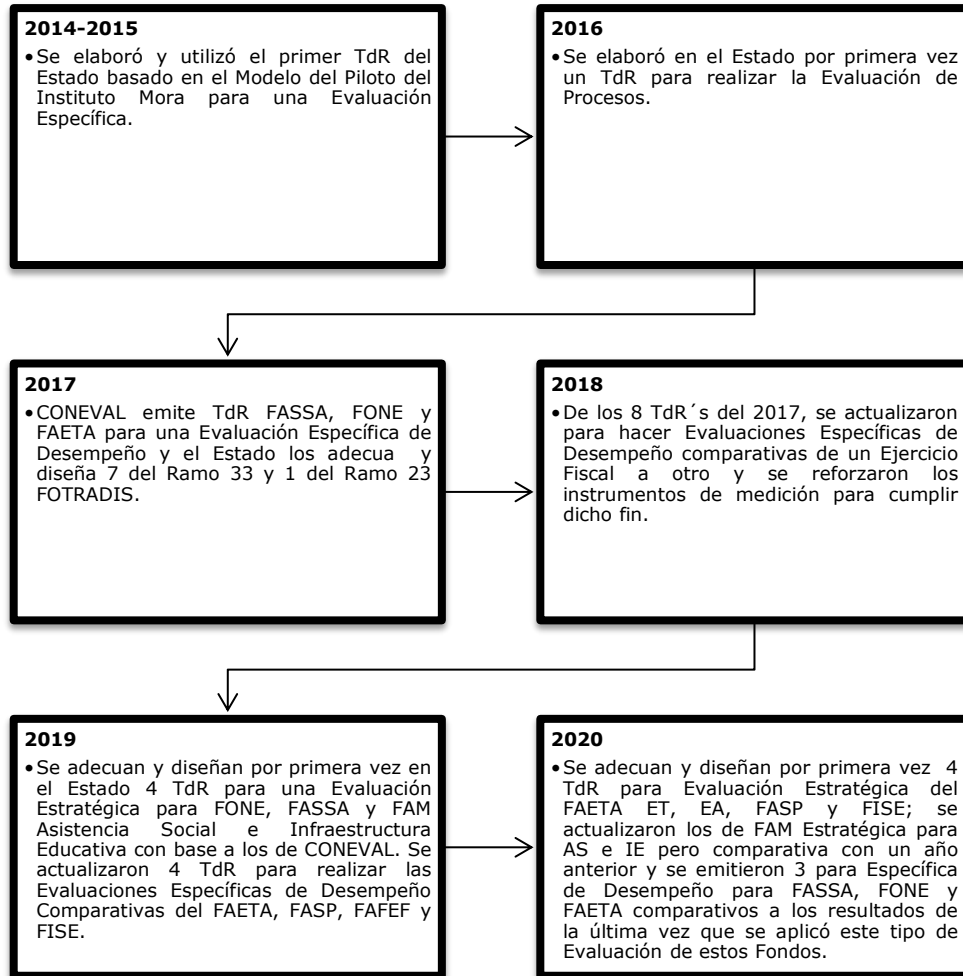 2014-2015
•Se elaboró y utilizó el primer TdR del
Estado basado en el Modelo del Piloto del
Instituto Mora para una Evaluación
Específica.
2016
•Se elaboró en el Estado por primera vez
un TdR para realizar la Evaluación de
Procesos.
2017
•CONEVAL emite TdR FASSA, FONE y
FAETA para una Evaluación Específica de
Desempeño y el Estado los adecua y
diseña 7 del Ramo 33 y 1 del Ramo 23
FOTRADIS.
2018
•De los 8 TdR´s del 2017, se actualizaron
para hacer Evaluaciones Específicas de
Desempeño comparativas de un Ejercicio
Fiscal a otro y se reforzaron los
instrumentos de medición para cumplir
dicho fin.
2019
•Se adecuan y diseñan por primera vez en
el Estado 4 TdR para una Evaluación
Estratégica para FONE, FASSA y FAM
Asistencia Social e Infraestructura
Educativa con base a los de CONEVAL. Se
actualizaron 4 TdR para realizar las
Evaluaciones Específicas de Desempeño
Comparativas del FAETA, FASP, FAFEF y
FISE.
2020
•Se adecuan y diseñan por primera vez 4
TdR para Evaluación Estratégica del
FAETA ET, EA, FASP y FISE; se
actualizaron los de FAM Estratégica para
AS e IE pero comparativa con un año
anterior y se emitieron 3 para Específica
de Desempeño para FASSA, FONE y
FAETA comparativos a los resultados de
la última vez que se aplicó este tipo de
Evaluación de estos Fondos.